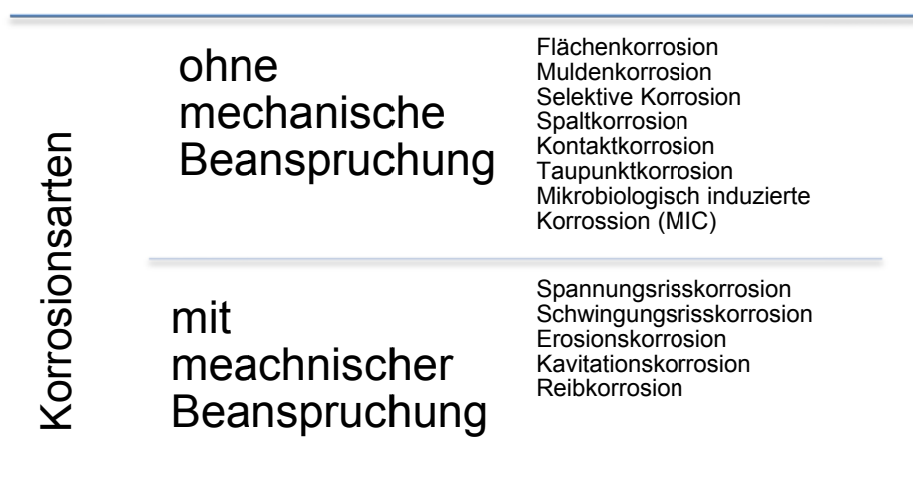 Korrosionsarten
ohne
mechanische
Beanspruchung
Flächenkorrosion
Muldenkorrosion
Selektive Korrosion
Spaltkorrosion
Kontaktkorrosion
Taupunktkorrosion
Mikrobiologisch induzierte
Korrossion (MIC)
mit
meachnischer
Beanspruchung
Spannungsrisskorrosion
Schwingungsrisskorrosion
Erosionskorrosion
Kavitationskorrosion
Reibkorrosion